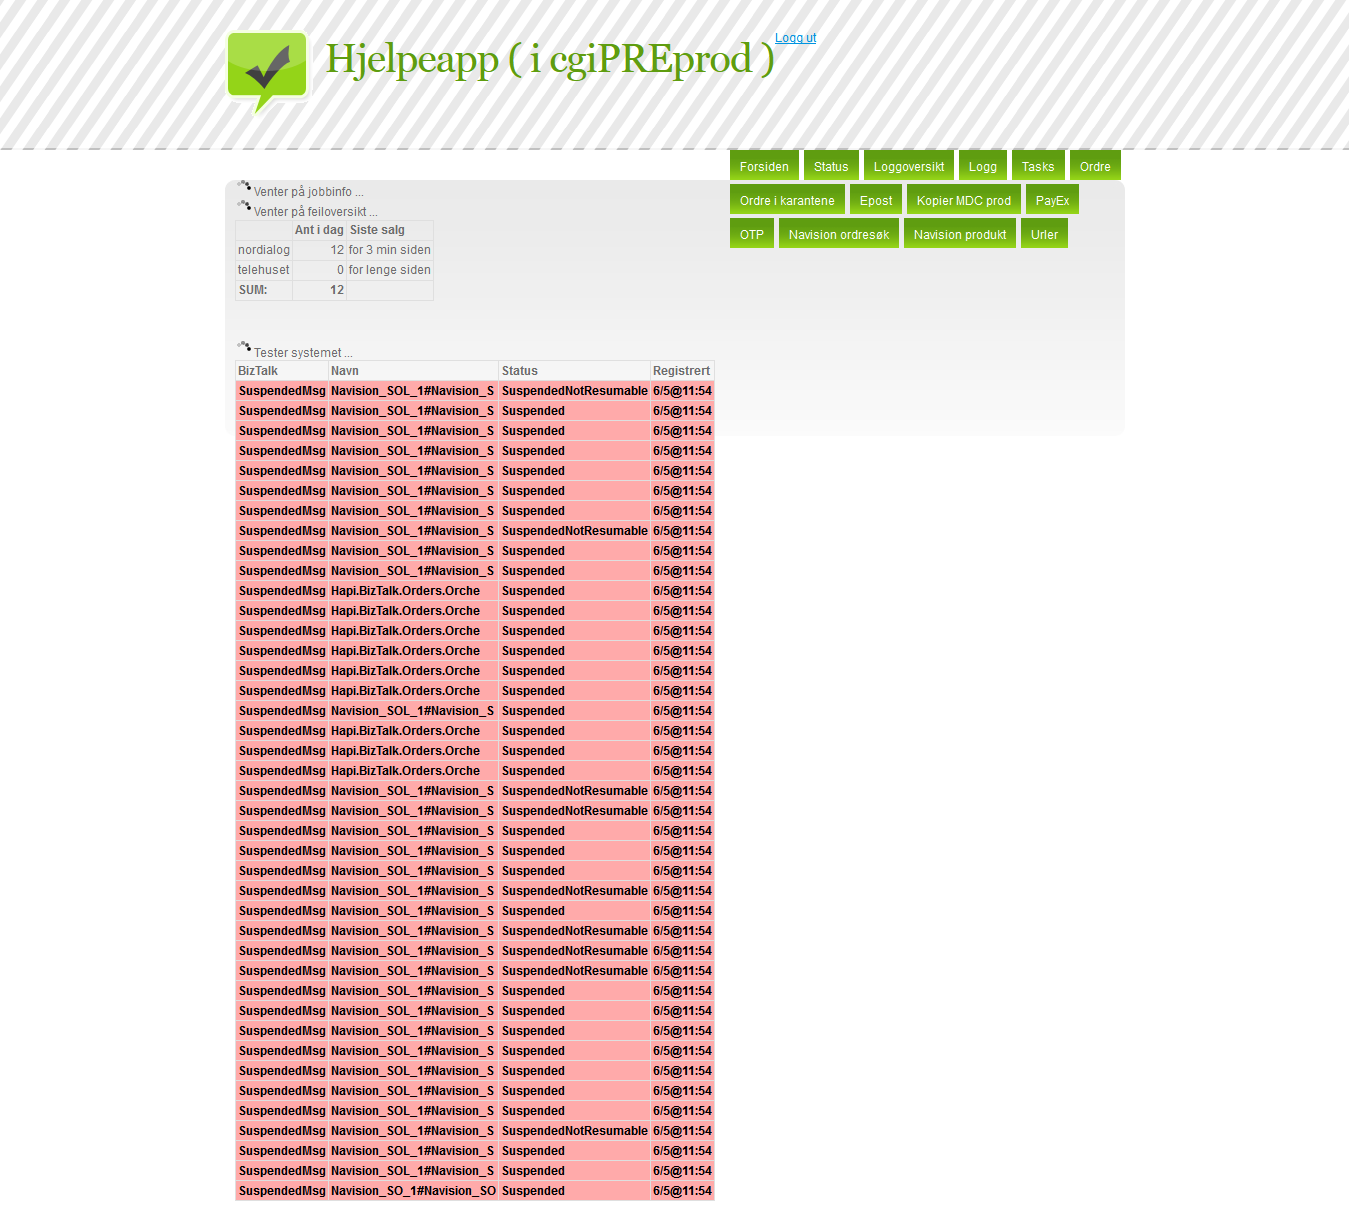 Hjelpeapp ( i cgiPREprod )
Logg ut
Forsiden Status Loggoversikt Logg Tasks Ordre
Ordre i karantene Epost Kopier MDC prod PayEx
OTP Navision ordresøk Navision produkt Urler
Venter på jobbinfo ...
Venter på feiloversikt ...
Ant i dag Siste salg
nordialog 12 for 3 min siden
telehuset 0 for lenge siden
SUM: 12
Tester systemet ...
BizTalk Navn Status Registrert
SuspendedMsg Navision_SOL_1#Navision_S SuspendedNotResumable 6/5@11:54
SuspendedMsg Navision_SOL_1#Navision_S Suspended 6/5@11:54
SuspendedMsg Navision_SOL_1#Navision_S Suspended 6/5@11:54
SuspendedMsg Navision_SOL_1#Navision_S Suspended 6/5@11:54
SuspendedMsg Navision_SOL_1#Navision_S Suspended 6/5@11:54
SuspendedMsg Navision_SOL_1#Navision_S Suspended 6/5@11:54
SuspendedMsg Navision_SOL_1#Navision_S Suspended 6/5@11:54
SuspendedMsg Navision_SOL_1#Navision_S SuspendedNotResumable 6/5@11:54
SuspendedMsg Navision_SOL_1#Navision_S Suspended 6/5@11:54
SuspendedMsg Navision_SOL_1#Navision_S Suspended 6/5@11:54
SuspendedMsg Hapi.BizTalk.Orders.Orche Suspended 6/5@11:54
SuspendedMsg Hapi.BizTalk.Orders.Orche Suspended 6/5@11:54
SuspendedMsg Hapi.BizTalk.Orders.Orche Suspended 6/5@11:54
SuspendedMsg Hapi.BizTalk.Orders.Orche Suspended 6/5@11:54
SuspendedMsg Hapi.BizTalk.Orders.Orche Suspended 6/5@11:54
SuspendedMsg Hapi.BizTalk.Orders.Orche Suspended 6/5@11:54
SuspendedMsg Navision_SOL_1#Navision_S Suspended 6/5@11:54
SuspendedMsg Hapi.BizTalk.Orders.Orche Suspended 6/5@11:54
SuspendedMsg Hapi.BizTalk.Orders.Orche Suspended 6/5@11:54
SuspendedMsg Hapi.BizTalk.Orders.Orche Suspended 6/5@11:54
SuspendedMsg Navision_SOL_1#Navision_S SuspendedNotResumable 6/5@11:54
SuspendedMsg Navision_SOL_1#Navision_S SuspendedNotResumable 6/5@11:54
SuspendedMsg Navision_SOL_1#Navision_S Suspended 6/5@11:54
SuspendedMsg Navision_SOL_1#Navision_S Suspended 6/5@11:54
SuspendedMsg Navision_SOL_1#Navision_S Suspended 6/5@11:54
SuspendedMsg Navision_SOL_1#Navision_S SuspendedNotResumable 6/5@11:54
SuspendedMsg Navision_SOL_1#Navision_S Suspended 6/5@11:54
SuspendedMsg Navision_SOL_1#Navision_S SuspendedNotResumable 6/5@11:54
SuspendedMsg Navision_SOL_1#Navision_S SuspendedNotResumable 6/5@11:54
SuspendedMsg Navision_SOL_1#Navision_S SuspendedNotResumable 6/5@11:54
SuspendedMsg Navision_SOL_1#Navision_S Suspended 6/5@11:54
SuspendedMsg Navision_SOL_1#Navision_S Suspended 6/5@11:54
SuspendedMsg Navision_SOL_1#Navision_S Suspended 6/5@11:54
SuspendedMsg Navision_SOL_1#Navision_S Suspended 6/5@11:54
SuspendedMsg Navision_SOL_1#Navision_S Suspended 6/5@11:54
SuspendedMsg Navision_SOL_1#Navision_S Suspended 6/5@11:54
SuspendedMsg Navision_SOL_1#Navision_S Suspended 6/5@11:54
SuspendedMsg Navision_SOL_1#Navision_S SuspendedNotResumable 6/5@11:54
SuspendedMsg Navision_SOL_1#Navision_S Suspended 6/5@11:54
SuspendedMsg Navision_SOL_1#Navision_S Suspended 6/5@11:54
SuspendedMsg Navision_SO_1#Navision_SO Suspended 6/5@11:54